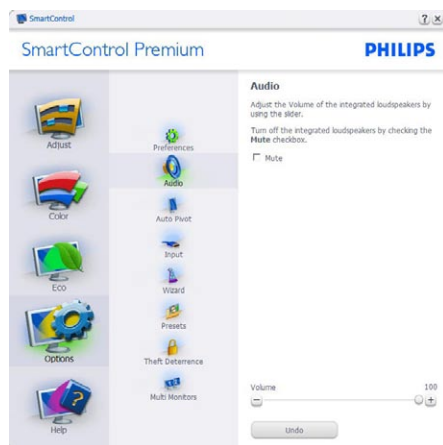 SmartControl
SmartControl Premium
PHILIPS
Adjust
Color
Eco
Options
Help
Preferences
Audio
Auto Pivot
Input
Wizard
Presets
Theft Deterrence
Multi Monitors
Audio
Adjust the Volume of the integrated loudspeakers by
using the slider.
Turn off the integrated loudspeakers by checking the
Mute checkbox.
Mute
Volume 100
Undo